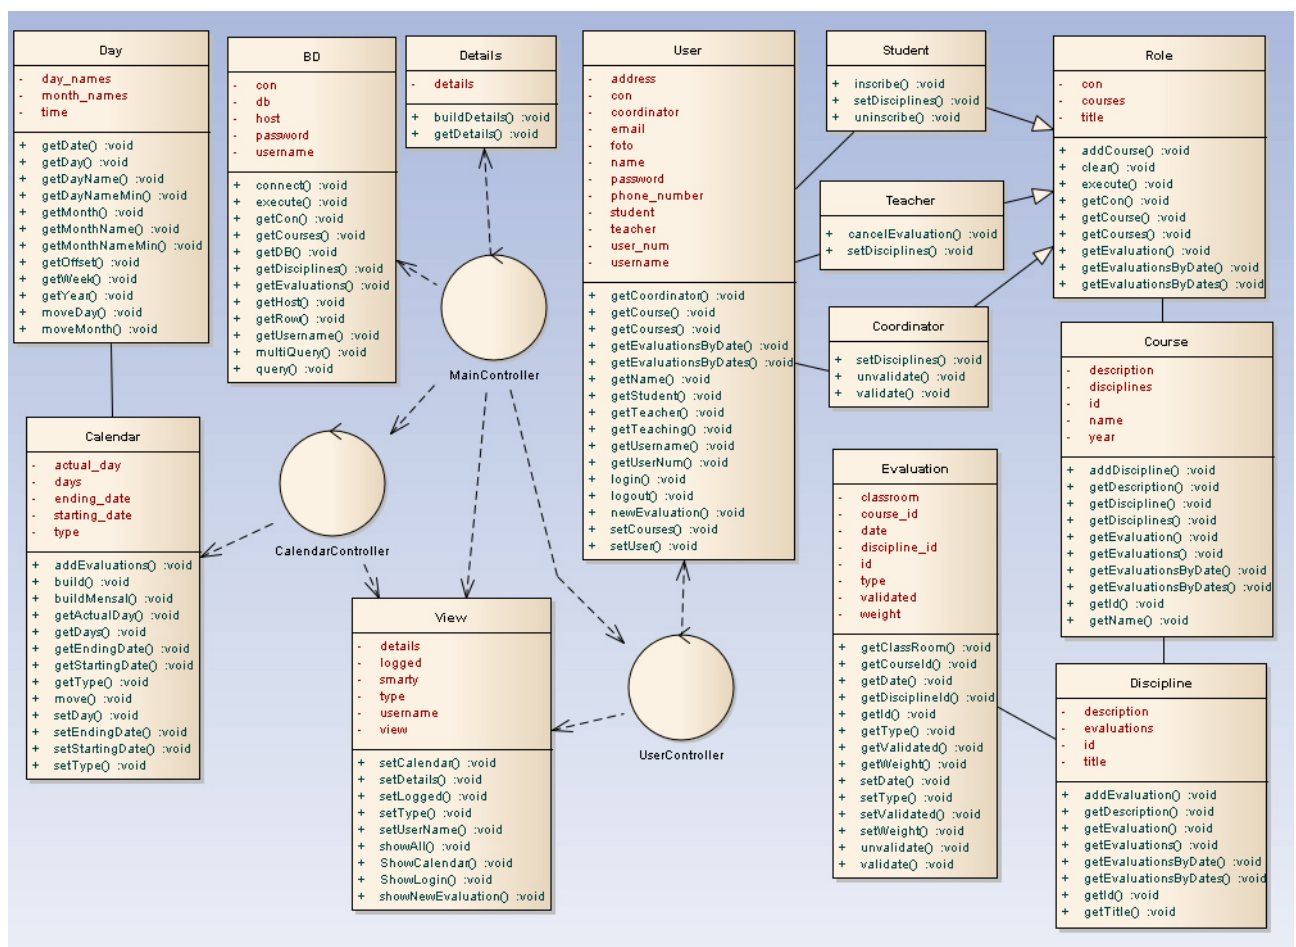 Day
- day_names
- month_names
- time
+ getDate() :void
+ getDay() :void
+ getDayName() :void
+ getDayNameMin() :void
+ getMonth() :void
+ getMonthName() :void
+ getMonthNameMin() :void
+ getOffset() :void
+ getWeek() :void
+ getYear() :void
+ moveDay() :void
+ moveMonth() :void
BD
- con
- db
- host
- password
- username
+ connect() :void
+ execute() :void
+ getCon() :void
+ getCourses() :void
+ getDB() :void
+ getDisciplines() :void
+ getEvaluations() :void
+ getHost() :void
+ getRow() :void
+ getUsername() :void
+ multiQuery() :void
+ query() :void
Details
- details
+ buildDetails() :void
+ getDetails() :void
User
- address
- con
- coordinator
- email
- foto
- name
- password
- phone_number
- student
- teacher
- user_num
- username
+ getCoordinator() :void
+ getCourse() :void
+ getCourses() :void
+ getEvaluationsByDate() :void
+ getEvaluationsByDates() :void
+ getName() :void
+ getStudent() :void
+ getTeacher() :void
+ getTeaching() :void
+ getUsername() :void
+ getUserNum() :void
+ login() :void
+ logout() :void
+ newEvaluation() :void
+ setCourses() :void
+ setUser() :void
Student
+ inscribe() :void
+ setDisciplines() :void
+ uninscribe() :void
Role
- con
- courses
- title
+ addCourse() :void
+ clear() :void
+ execute() :void
+ getCon() :void
+ getCourse() :void
+ getCourses() :void
+ getEvaluation() :void
+ getEvaluationsByDate() :void
+ getEvaluationsByDates() :void
Teacher
+ cancelEvaluation() :void
+ setDisciplines() :void
Coordinator
+ setDisciplines() :void
+ unvalidate() :void
+ validate() :void
Course
- description
- disciplines
- id
- name
- year
+ addDiscipline() :void
+ getDescription() :void
+ getDiscipline() :void
+ getDisciplines() :void
+ getEvaluation() :void
+ getEvaluations() :void
+ getEvaluationsByDate() :void
+ getEvaluationsByDates() :void
+ getId() :void
+ getName() :void
MainController
Calendar
- actual_day
- days
- ending_date
- starting_date
- type
+ addEvaluations() :void
+ build() :void
+ buildMensal() :void
+ getActualDay() :void
+ getDays() :void
+ getEndingDate() :void
+ getStartingDate() :void
+ getType() :void
+ move() :void
+ setDay() :void
+ setEndingDate() :void
+ setStartingDate() :void
+ setType() :void
CalendarController
View
- details
- logged
- smarty
- type
- username
- view
+ setCalendar() :void
+ setDetails() :void
+ setLogged() :void
+ setType() :void
+ setUserName() :void
+ showAll() :void
+ ShowCalendar() :void
+ ShowLogin() :void
+ showNewEvaluation() :void
UserController
Evaluation
- classroom
- course_id
- date
- discipline_id
- id
- type
- validated
- weight
+ getClassRoom() :void
+ getCourseId() :void
+ getDate() :void
+ getDisciplineId() :void
+ getId() :void
+ getType() :void
+ getValidated() :void
+ getWeight() :void
+ setDate() :void
+ setType() :void
+ setValidated() :void
+ setWeight() :void
+ unvalidate() :void
+ validate() :void
Discipline
- description
- evaluations
- id
- title
+ addEvaluation() :void
+ getDescription() :void
+ getEvaluation() :void
+ getEvaluations() :void
+ getEvaluationsByDate() :void
+ getEvaluationsByDates() :void
+ getId() :void
+ getTitle() :void